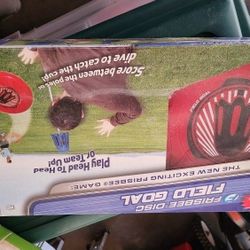 FRISBEE DISC
FIELD GOAL
THE NEW EXCITING FRISBEE® GAME!
Play Head To Head
Or Team Up!
Score between the poles or
dive to catch the cup!